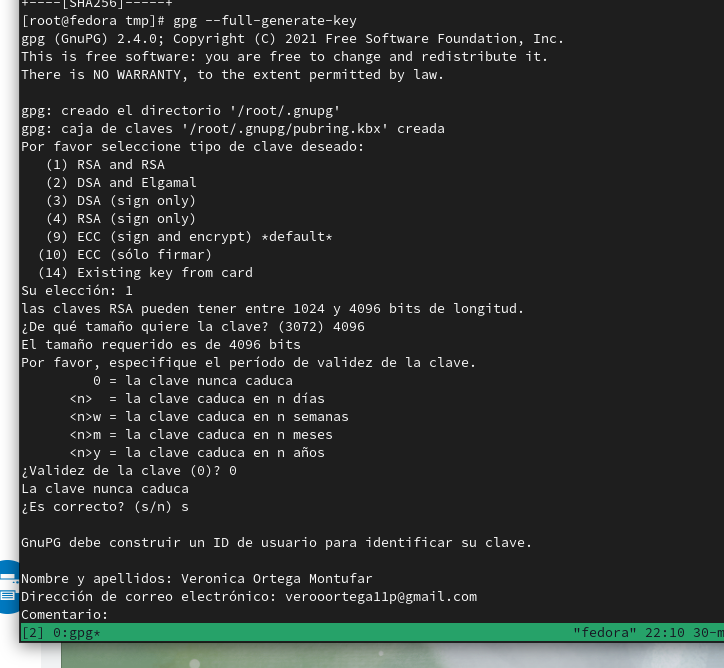 +----[SHA256]-----+
[root@fedora tmp]# gpg --full-generate-key
gpg (GnuPG) 2.4.0; Copyright (C) 2021 Free Software Foundation, Inc.
This is free software: you are free to change and redistribute it.
There is NO WARRANTY, to the extent permitted by law.

gpg: creado el directorio '/root/.gnupg'
gpg: caja de claves '/root/.gnupg/pubring.kbx' creada
Por favor seleccione tipo de clave deseado:
   (1) RSA and RSA
   (2) DSA and Elgamal
   (3) DSA (sign only)
   (4) RSA (sign only)
   (9) ECC (sign and encrypt) *default*
  (10) ECC (sólo firmar)
  (14) Existing key from card
Su elección: 1
las claves RSA pueden tener entre 1024 y 4096 bits de longitud.
¿De qué tamaño quiere la clave? (3072) 4096
El tamaño requerido es de 4096 bits
Por favor, especifique el período de validez de la clave.
         0 = la clave nunca caduca
      <n>  = la clave caduca en n días
      <n>w = la clave caduca en n semanas
      <n>m = la clave caduca en n meses
      <n>y = la clave caduca en n años
¿Validez de la clave (0)? 0
La clave nunca caduca
¿Es correcto? (s/n) s

GnuPG debe construir un ID de usuario para identificar su clave.

Nombre y apellidos: Veronica Ortega Montufar
Dirección de correo electrónico: verooortega11p@gmail.com
Comentario:
[2] 0:gpg* "fedora" 22:10 30-m